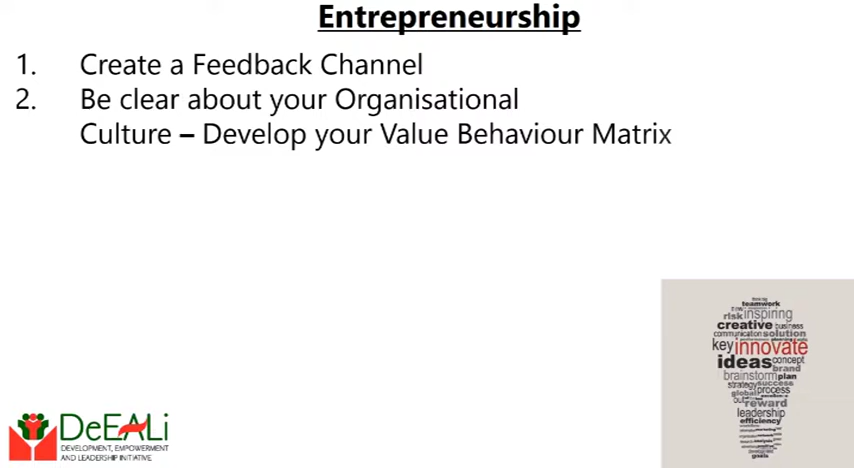 Entrepreneurship
1. Create a Feedback Channel
2. Be clear about your Organisational
Culture – Develop your Value Behaviour Matrix
teamwork
risk inspiring
creative business
communication solution
key innovate
ideas concept
brand
brainstorm plan
strategy success
global process
reward
leadership
efficiency
goals
DeEALi
DEVELOPMENT, EMPOWERMENT
AND LEADERSHIP INITIATIVE